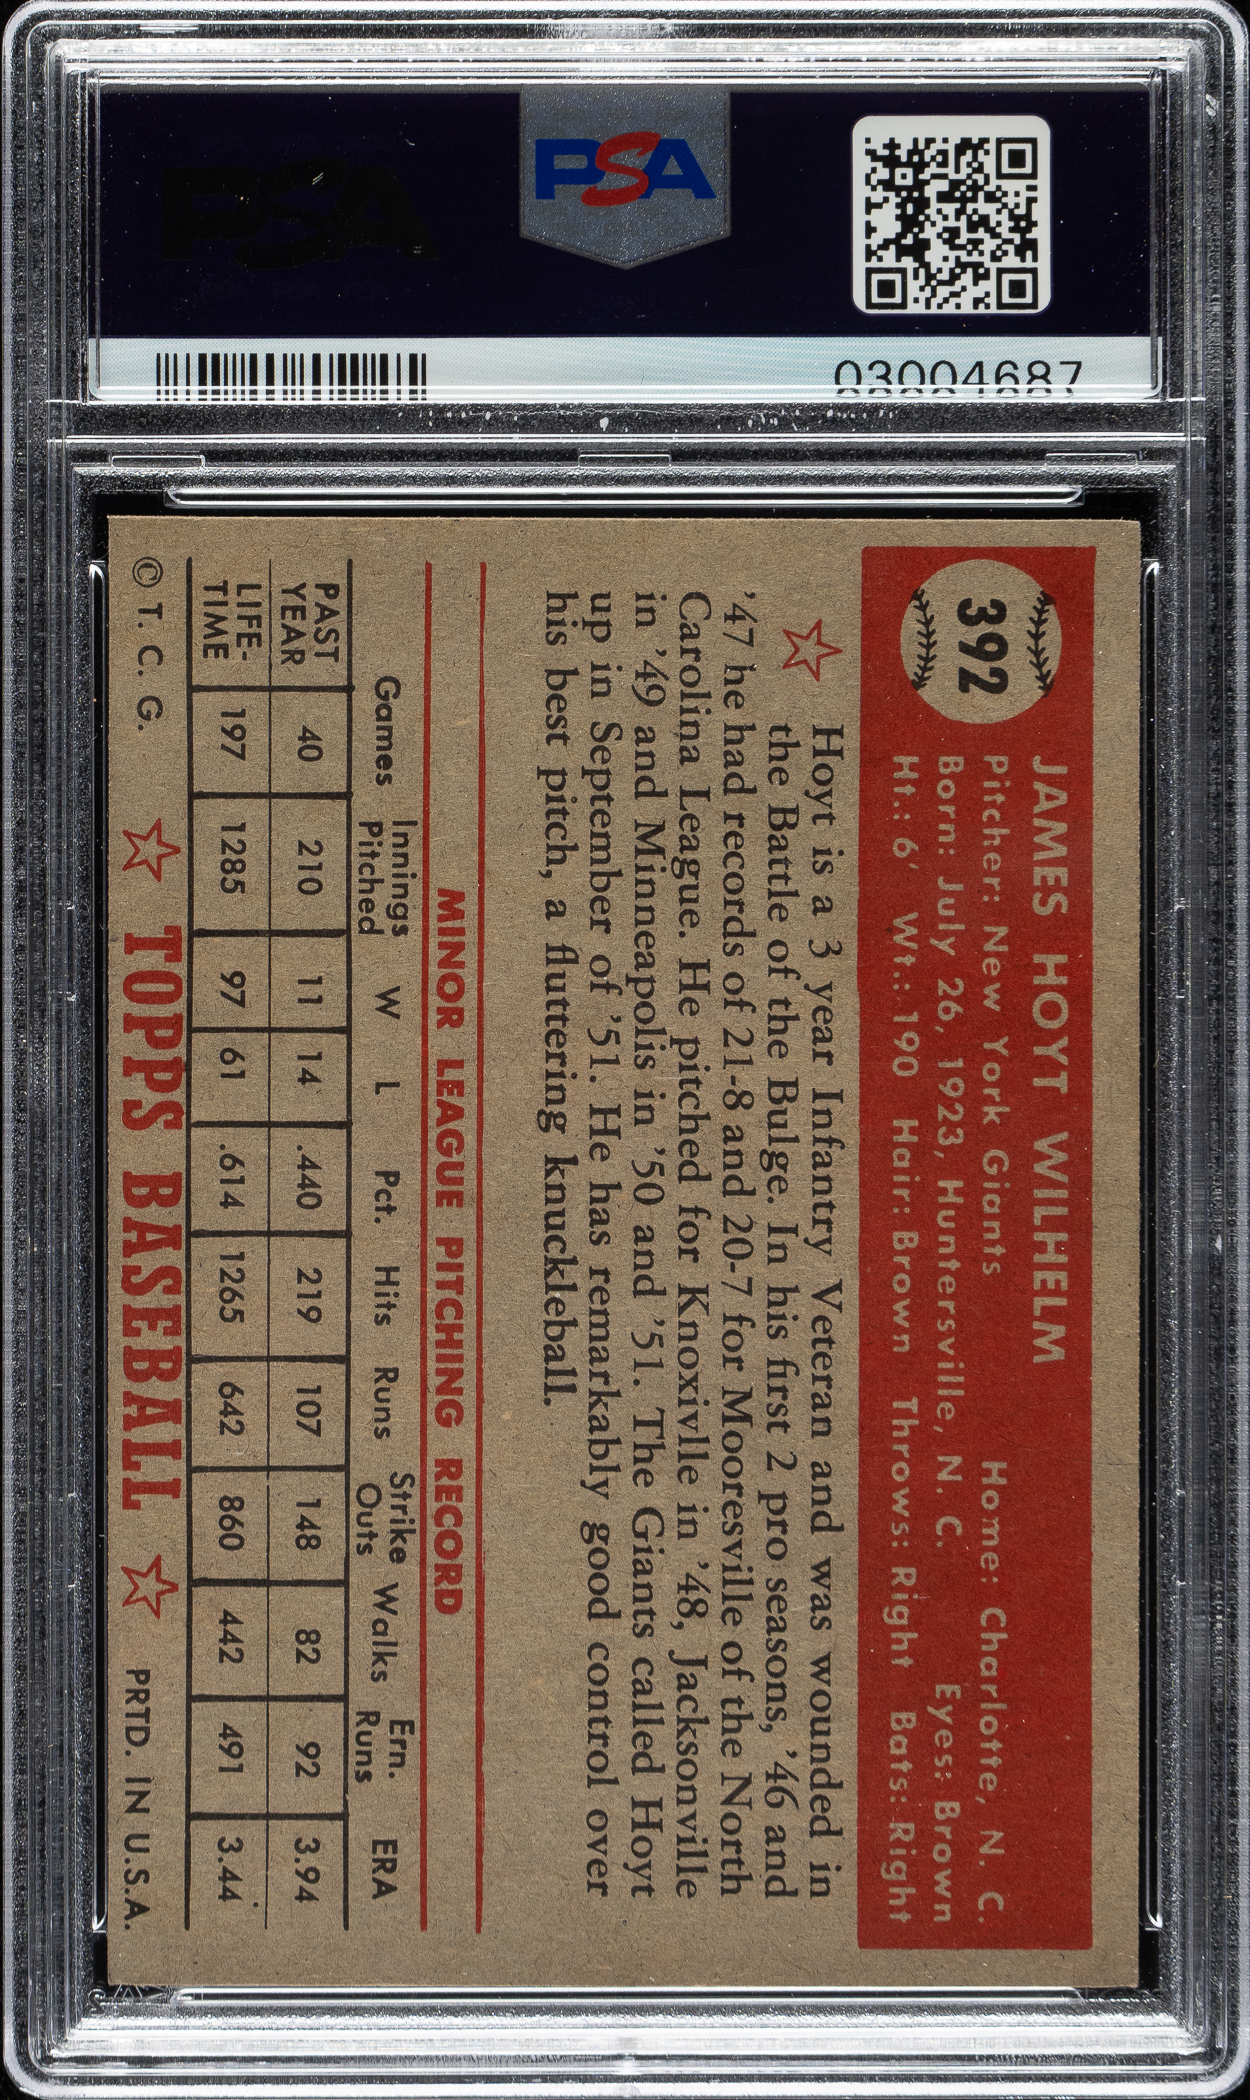 PSA
PSA
03004687
392
JAMES HOYT WILHELM
Pitcher: New York Giants Home: Charlotte, N. C.
Born: July 26, 1923, Huntersville, N. C. Eyes: Brown
Ht.: 6' Wt.: 190 Hair: Brown Throws: Right Bats: Right
Hoyt is a 3 year Infantry Veteran and was wounded in
the Battle of the Bulge. In his first 2 pro seasons, '46 and
'47 he had records of 21-8 and 20-7 for Mooresville of the North
Carolina League. He pitched for Knoxivlle in '48, Jacksonville
in '49 and Minneapolis in '50 and '51. The Giants called Hoyt
up in September of '51. He has remarkably good control over
his best pitch, a fluttering knuckleball.
MINOR LEAGUE PITCHING RECORD
Games Innings Pitched W L Pct. Hits Runs Strike Outs Walks Ern. Runs ERA
PAST YEAR 40 210 11 14 .440 219 107 148 82 92 3.94
LIFE-TIME 197 1285 97 61 .614 1265 642 860 442 491 3.44
© T. C. G. TOPPS BASEBALL PRTD. IN U.S.A.